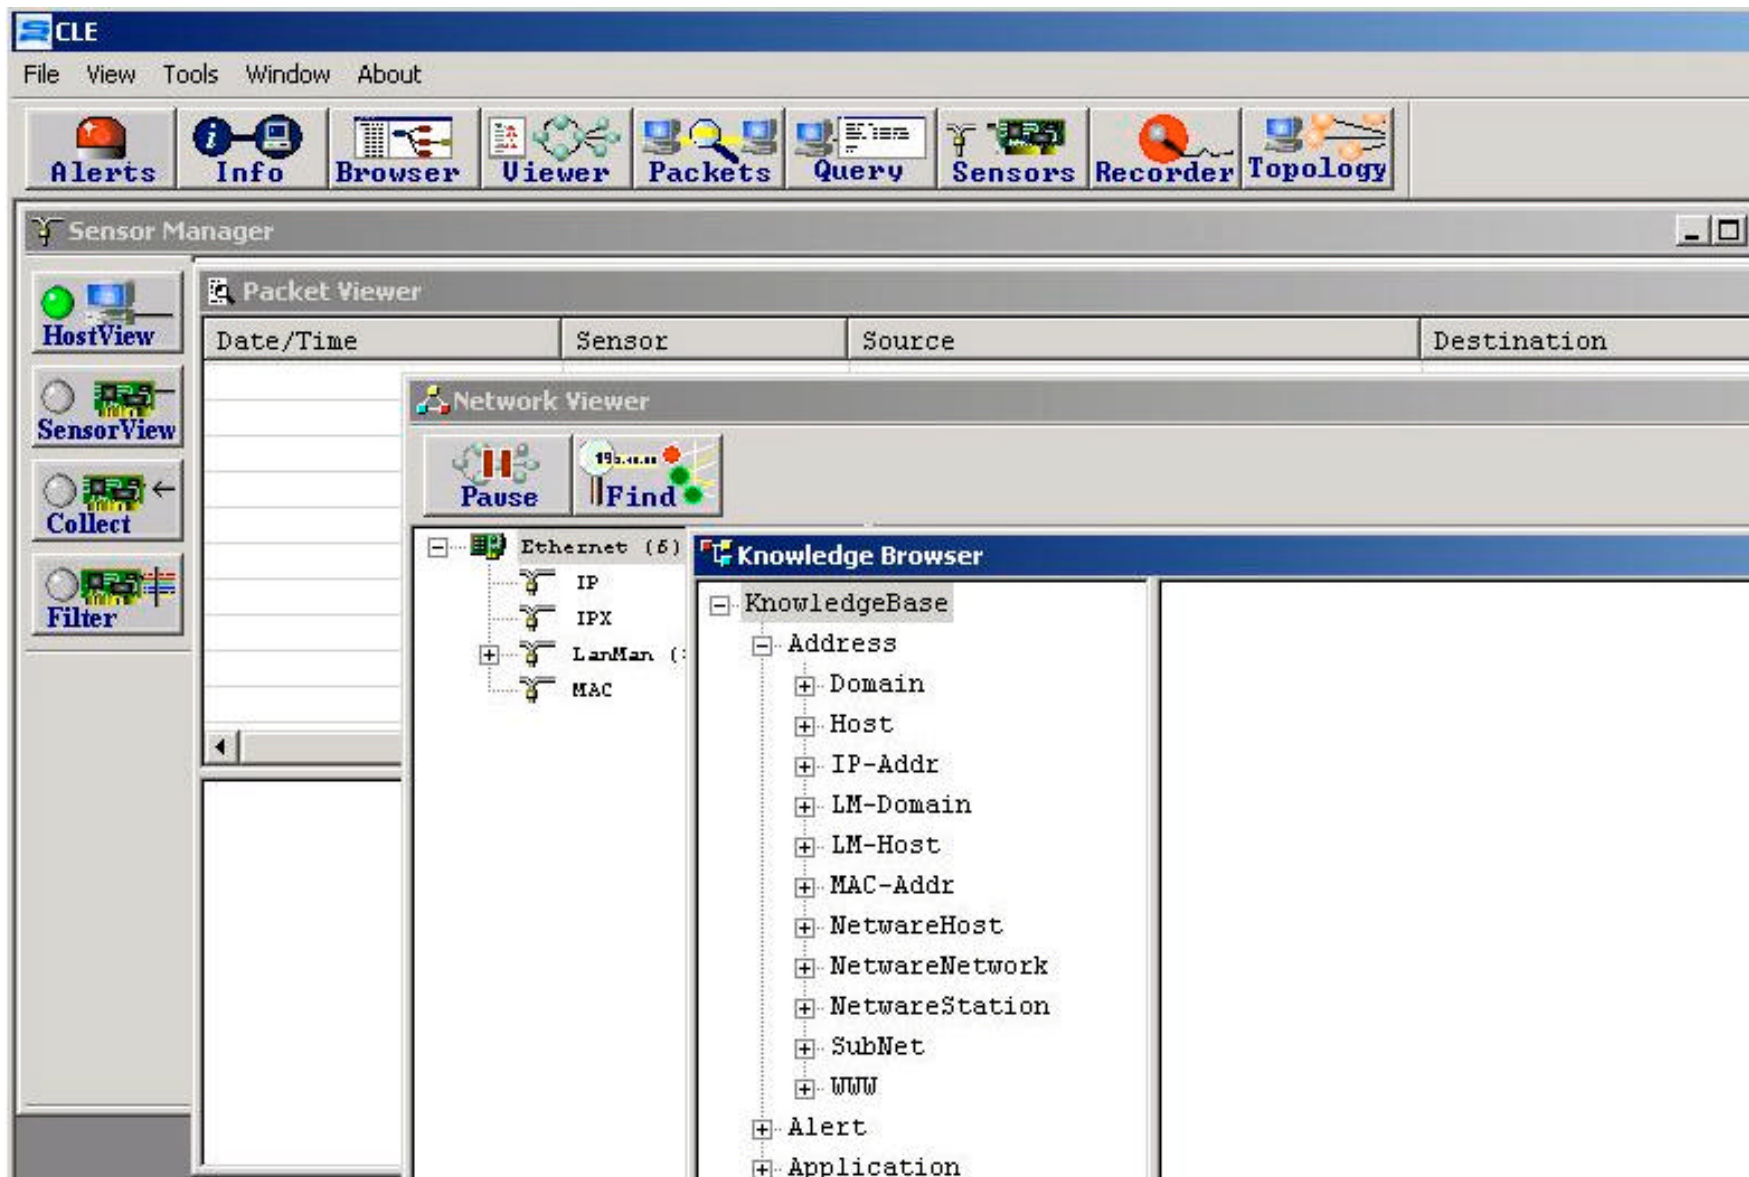 CLE
File View Tools Window About
Alerts Info Browser Viewer Packets Query Sensors Recorder Topology
Sensor Manager
HostView
SensorView
Collect
Filter
Packet Viewer
Date/Time Sensor Source Destination
Network Viewer
Pause Find
Ethernet (6)
IP
IPX
LanMan (
MAC
Knowledge Browser
KnowledgeBase
Address
Domain
Host
IP-Addr
LM-Domain
LM-Host
MAC-Addr
NetwareHost
NetwareNetwork
NetwareStation
SubNet
WWW
Alert
Application